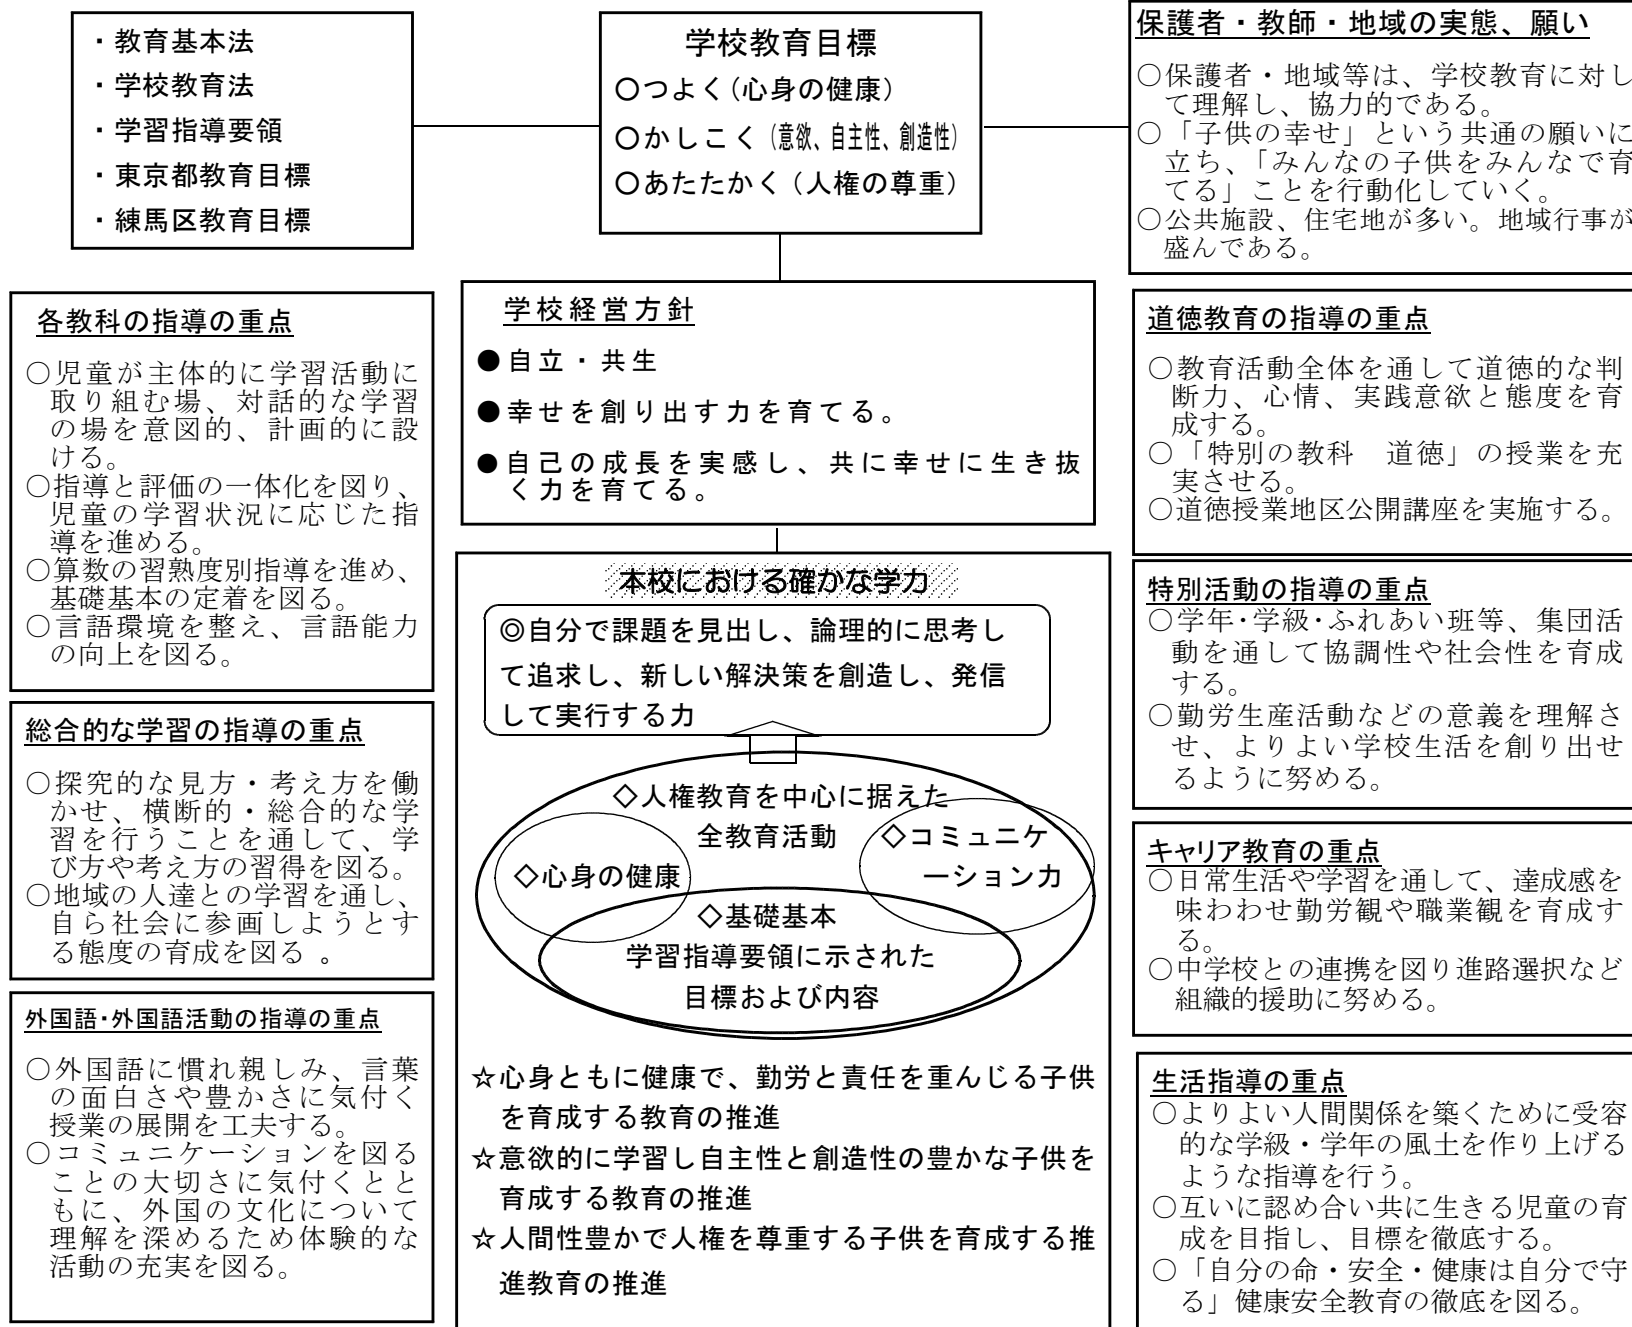 ・教育基本法
・学校教育法
・学習指導要領
・東京都教育目標
・練馬区教育目標
学校教育目標
○つよく(心身の健康)
○かしこく(意欲、自主性、創造性)
○あたたかく(人権の尊重)
保護者・教師・地域の実態、願い
○保護者・地域等は、学校教育に対し
て理解し、協力的である。
○「子供の幸せ」という共通の願いに
立ち、「みんなの子供をみんなで育
てる」ことを行動化していく。
○公共施設、住宅地が多い。地域行事が
盛んである。
各教科の指導の重点
○児童が主体的に学習活動に
取り組む場、対話的な学習
の場を意図的、計画的に設
ける。
○指導と評価の一体化を図り、
児童の学習状況に応じた指
導を進める。
○算数の習熟度別指導を進め、
基礎基本の定着を図る。
○言語環境を整え、言語能力
の向上を図る。
総合的な学習の指導の重点
○探究的な見方・考え方を働
かせ、横断的・総合的な学
習を行うことを通して、学
び方や考え方の習得を図る。
○地域の人達との学習を通し、
自ら社会に参画しようとす
る態度の育成を図る 。
外国語・外国語活動の指導の重点
○外国語に慣れ親しみ、言葉
の面白さや豊かさに気付く
授業の展開を工夫する。
○コミュニケーションを図る
ことの大切さに気付くとと
もに、外国の文化について
理解を深めるため体験的な
活動の充実を図る。
学校経営方針
●自立・共生
●幸せを創り出す力を育てる。
●自己の成長を実感し、共に幸せに生き抜
く力を育てる。
本校における確かな学力
◎自分で課題を見出し、論理的に思考し
て追求し、新しい解決策を創造し、発信
して実行する力
◇人権教育を中心に据えた
全教育活動
◇コミュニケ
ーション力
◇心身の健康
◇基礎基本
学習指導要領に示された
目標および内容
☆心身ともに健康で、勤労と責任を重んじる子供
を育成する教育の推進
☆意欲的に学習し自主性と創造性の豊かな子供を
育成する教育の推進
☆人間性豊かで人権を尊重する子供を育成する推
進教育の推進
道徳教育の指導の重点
○教育活動全体を通して道徳的な判
断力、心情、実践意欲と態度を育
成する。
○「特別の教科　道徳」の授業を充
実させる。
○道徳授業地区公開講座を実施する。
特別活動の指導の重点
○学年・学級・ふれあい班等、集団活
動を通して協調性や社会性を育成
する。
○勤労生産活動などの意義を理解さ
せ、よりよい学校生活を創り出せ
るように努める。
キャリア教育の重点
○日常生活や学習を通して、達成感を
味わわせ勤労観や職業観を育成す
る。
○中学校との連携を図り進路選択など
組織的援助に努める。
生活指導の重点
○よりよい人間関係を築くために受容
的な学級・学年の風土を作り上げる
ような指導を行う。
○互いに認め合い共に生きる児童の育
成を目指し、目標を徹底する。
○「自分の命・安全・健康は自分で守
る」健康安全教育の徹底を図る。